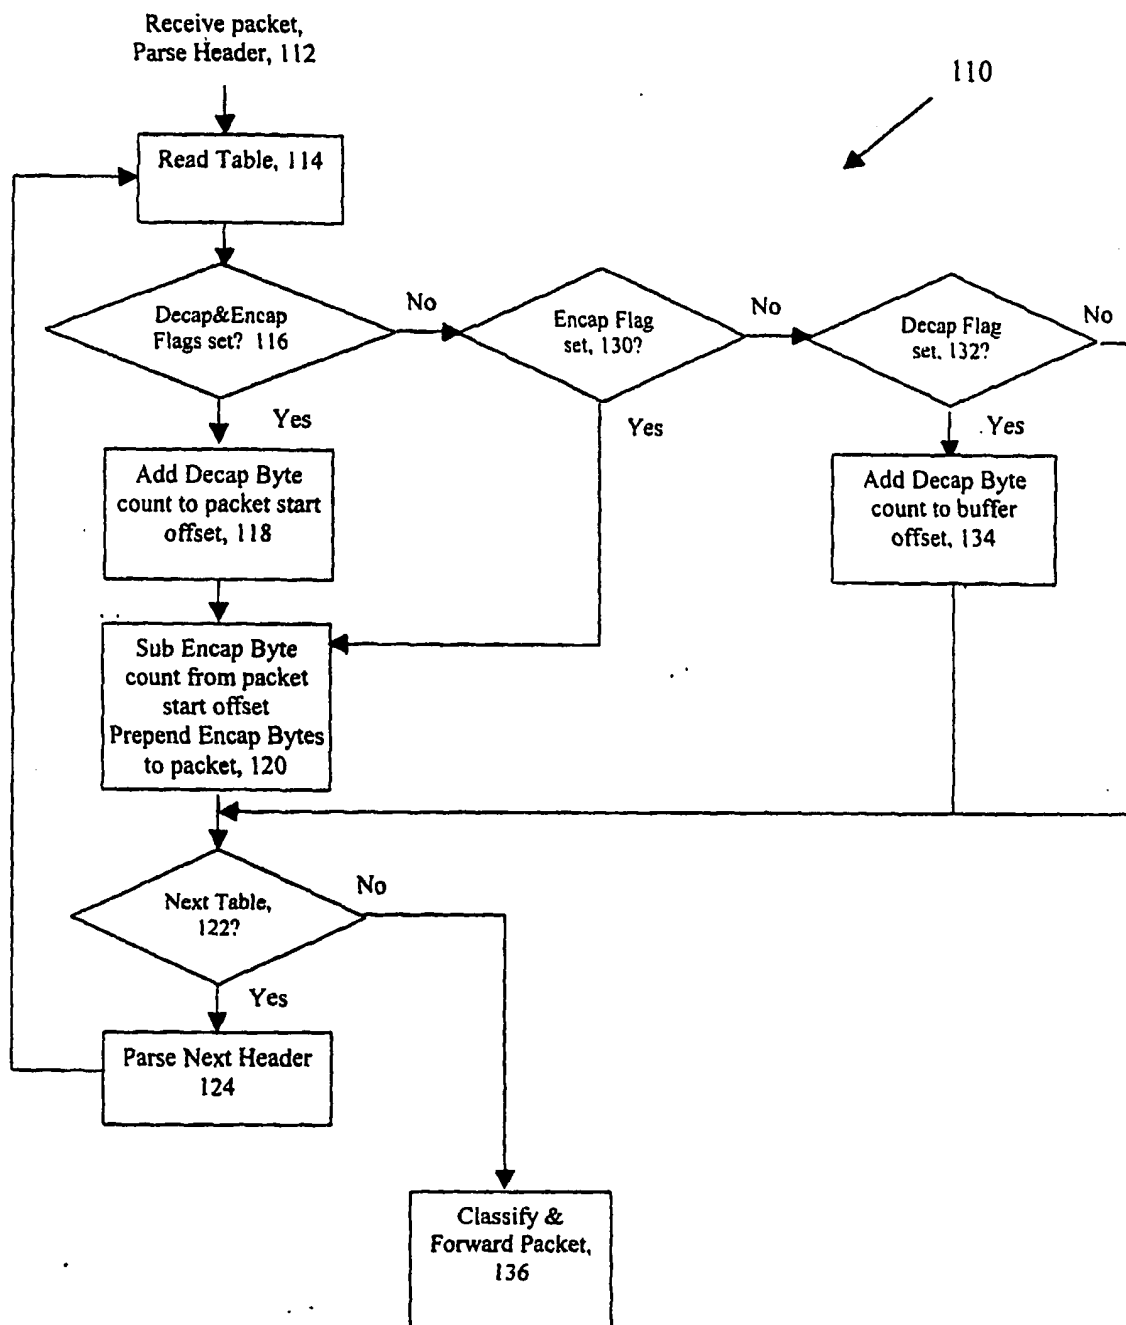 Receive packet,
Parse Header, 112
110
Read Table, 114
Decap&Encap
Flags set? 116
No
Encap Flag
set, 130?
No
Decap Flag
set, 132?
No
Yes
Yes
Yes
Add Decap Byte
count to packet start
offset, 118
Add Decap Byte
count to buffer
offset, 134
Sub Encap Byte
count from packet
start offset
Prepend Encap Bytes
to packet, 120
Next Table,
122?
No
Yes
Parse Next Header
124
Classify &
Forward Packet,
136